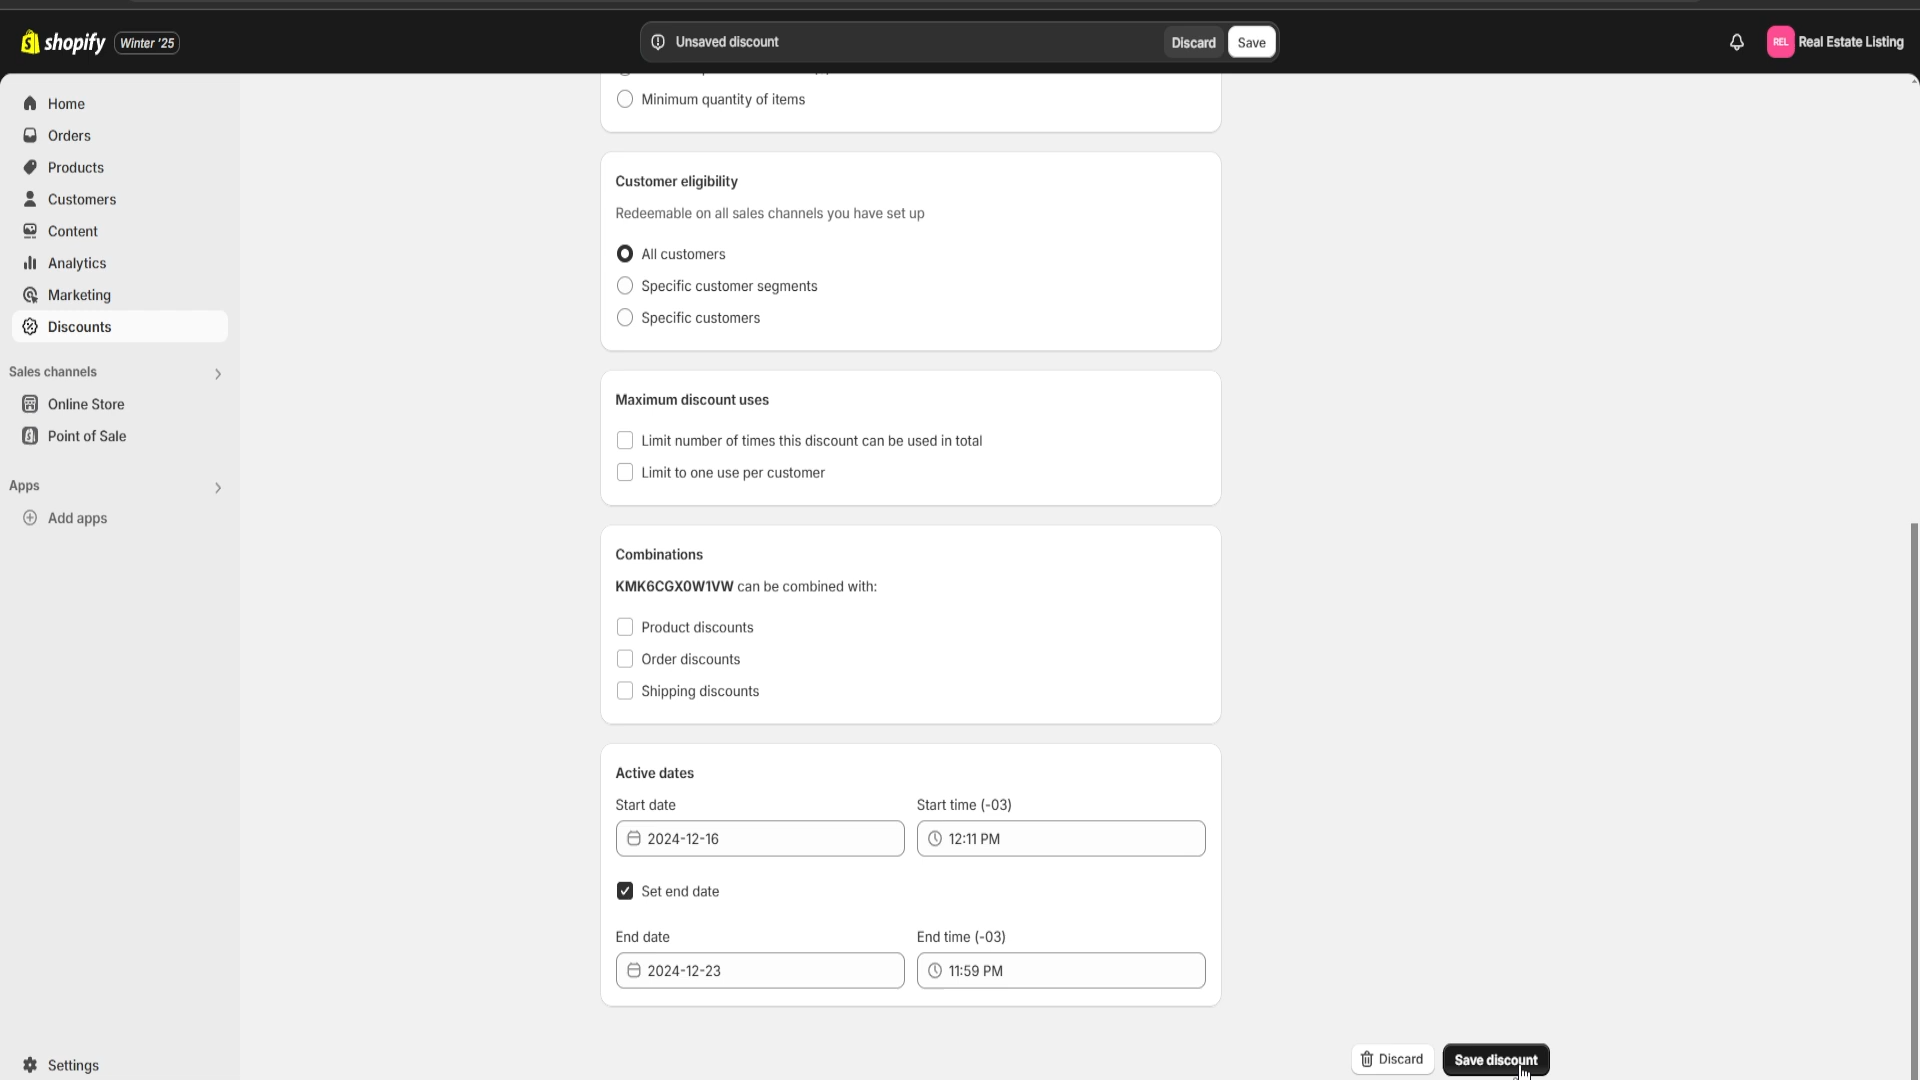 shopify Winter '25
Unsaved discount
Discard
Save
REL Real Estate Listing
Home
Orders
Products
Customers
Content
Analytics
Marketing
Discounts
Sales channels
Online Store
Point of Sale
Apps
Add apps
Settings
Minimum quantity of items
Customer eligibility
Redeemable on all sales channels you have set up
All customers
Specific customer segments
Specific customers
Maximum discount uses
Limit number of times this discount can be used in total
Limit to one use per customer
Combinations
KMK6CGX0W1VW can be combined with:
Product discounts
Order discounts
Shipping discounts
Active dates
Start date
Start time (-03)
2024-12-16
12:11 PM
Set end date
End date
End time (-03)
2024-12-23
11:59 PM
Discard
Save discount